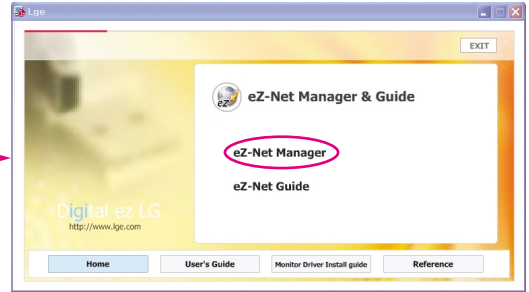 Lge
EXIT
eZ eZ-Net Manager & Guide
eZ-Net Manager
eZ-Net Guide
Digital ez LG
http://www.lge.com
Home User's Guide Monitor Driver Install guide Reference